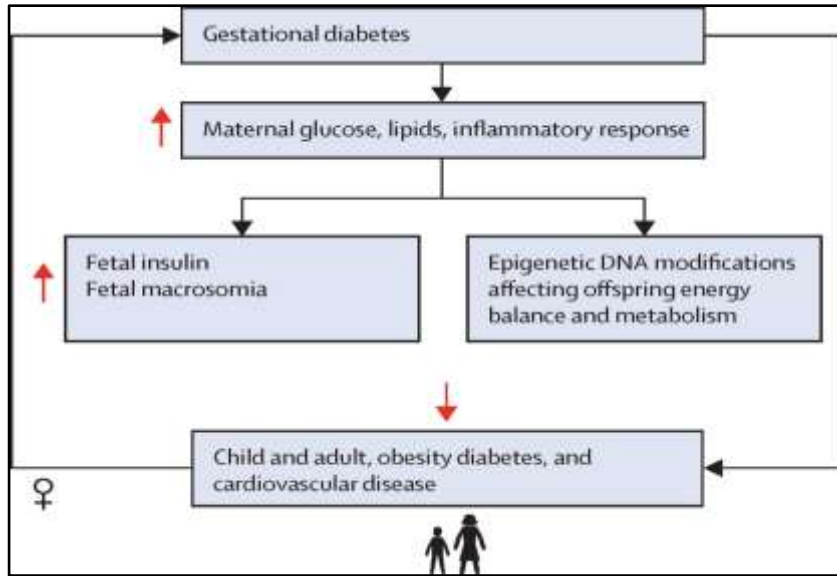 Gestational diabetes
Maternal glucose, lipids, inflammatory response
Fetal insulin
Fetal macrosomia
Epigenetic DNA modifications
affecting offspring energy
balance and metabolism
Child and adult, obesity diabetes, and
cardiovascular disease